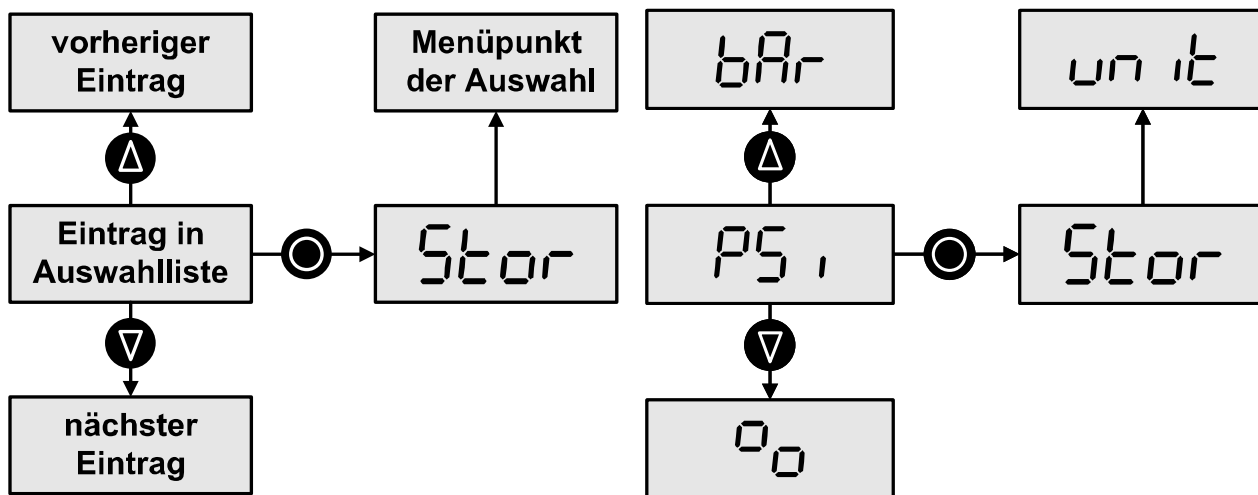 vorheriger
Eintrag
Menüpunkt
der Auswahl
Eintrag in
Auswahlliste
Stor
nächster
Eintrag
bAr
unit
PSi
Stor
%